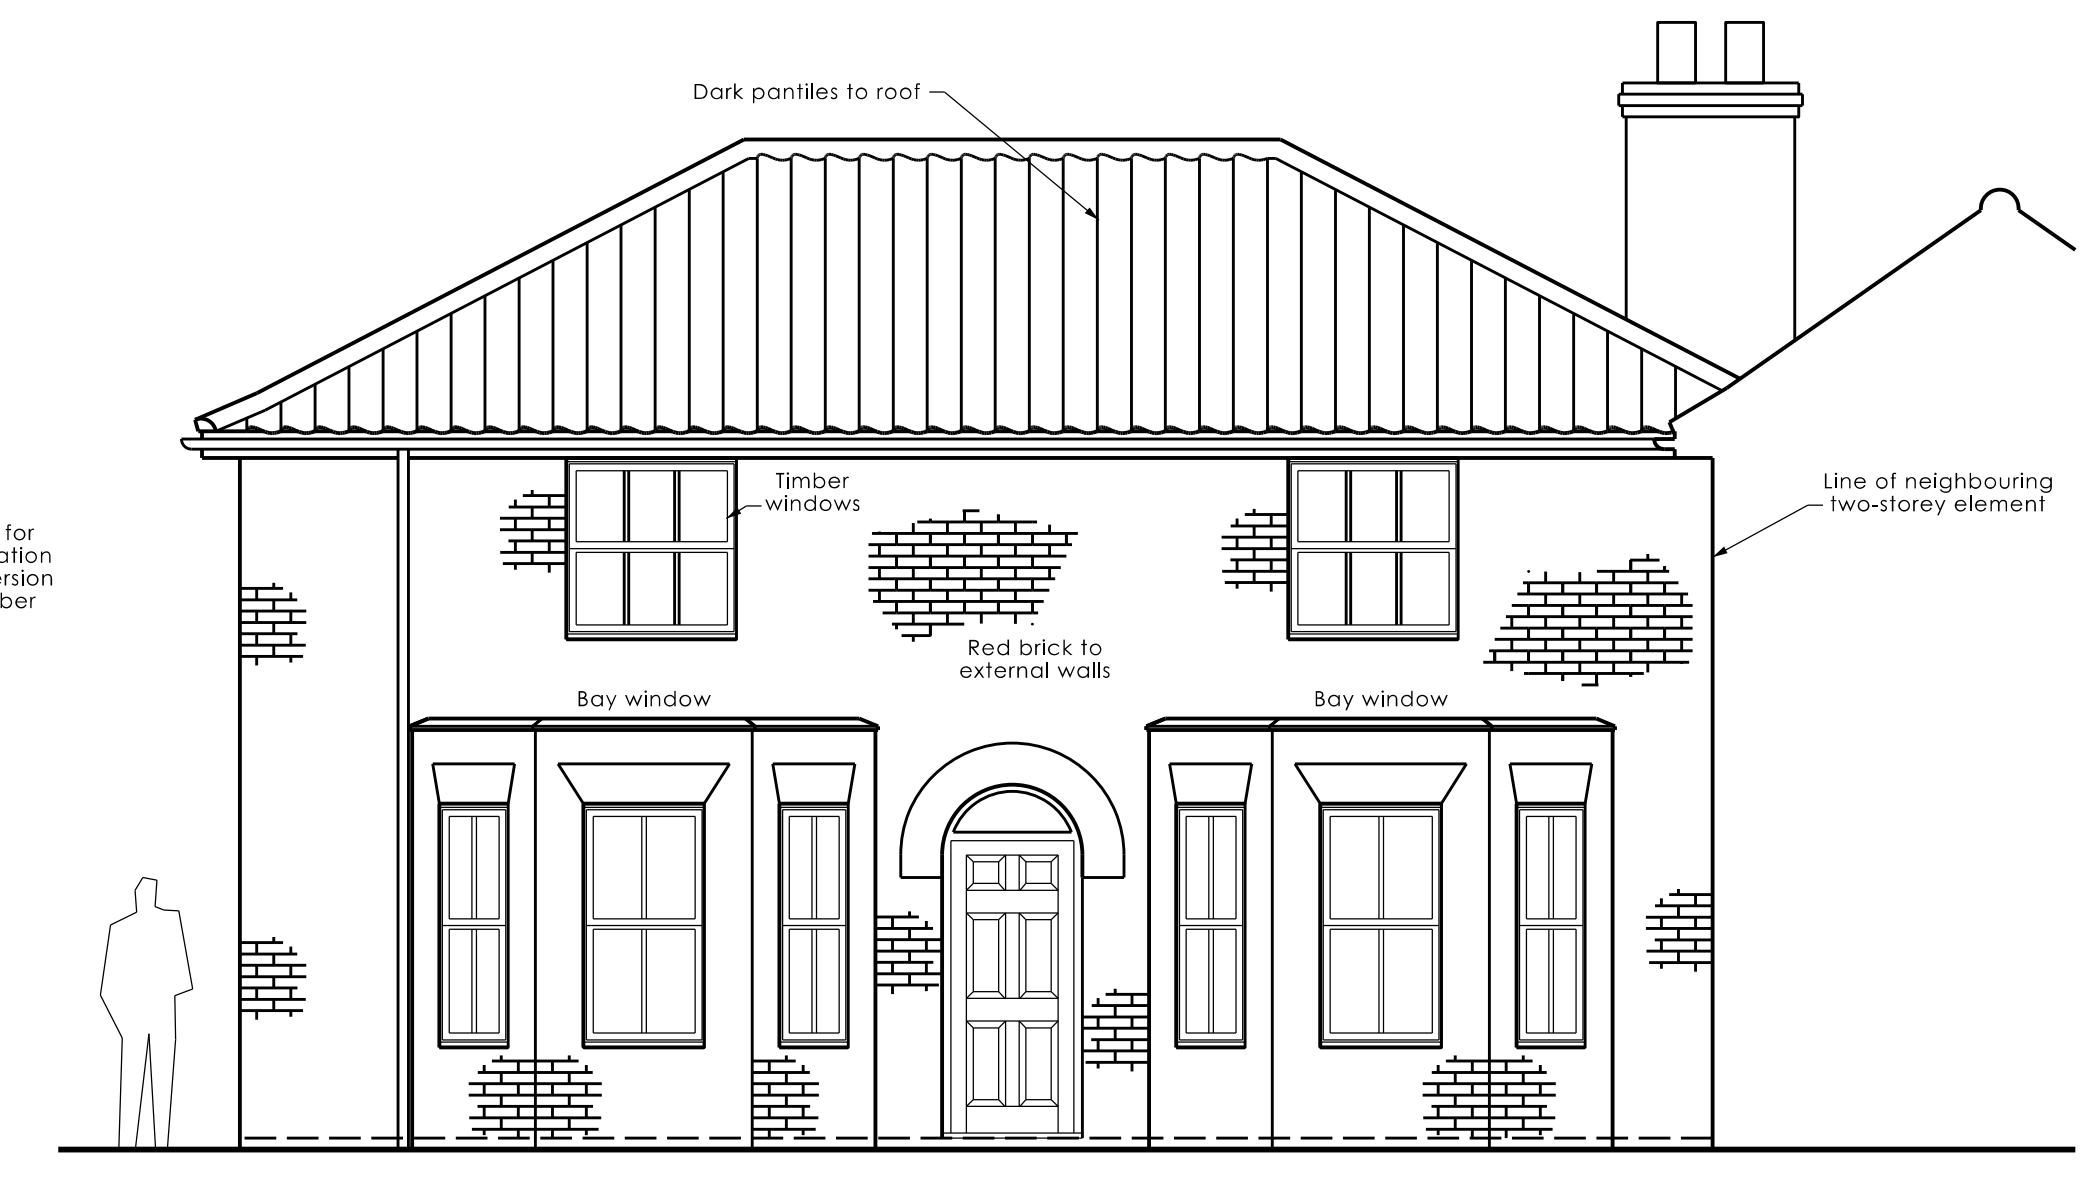 Dark pantiles to roof
Timber
windows
Line of neighbouring
two-storey element
for
Red brick to
external walls
Bay window
Bay window